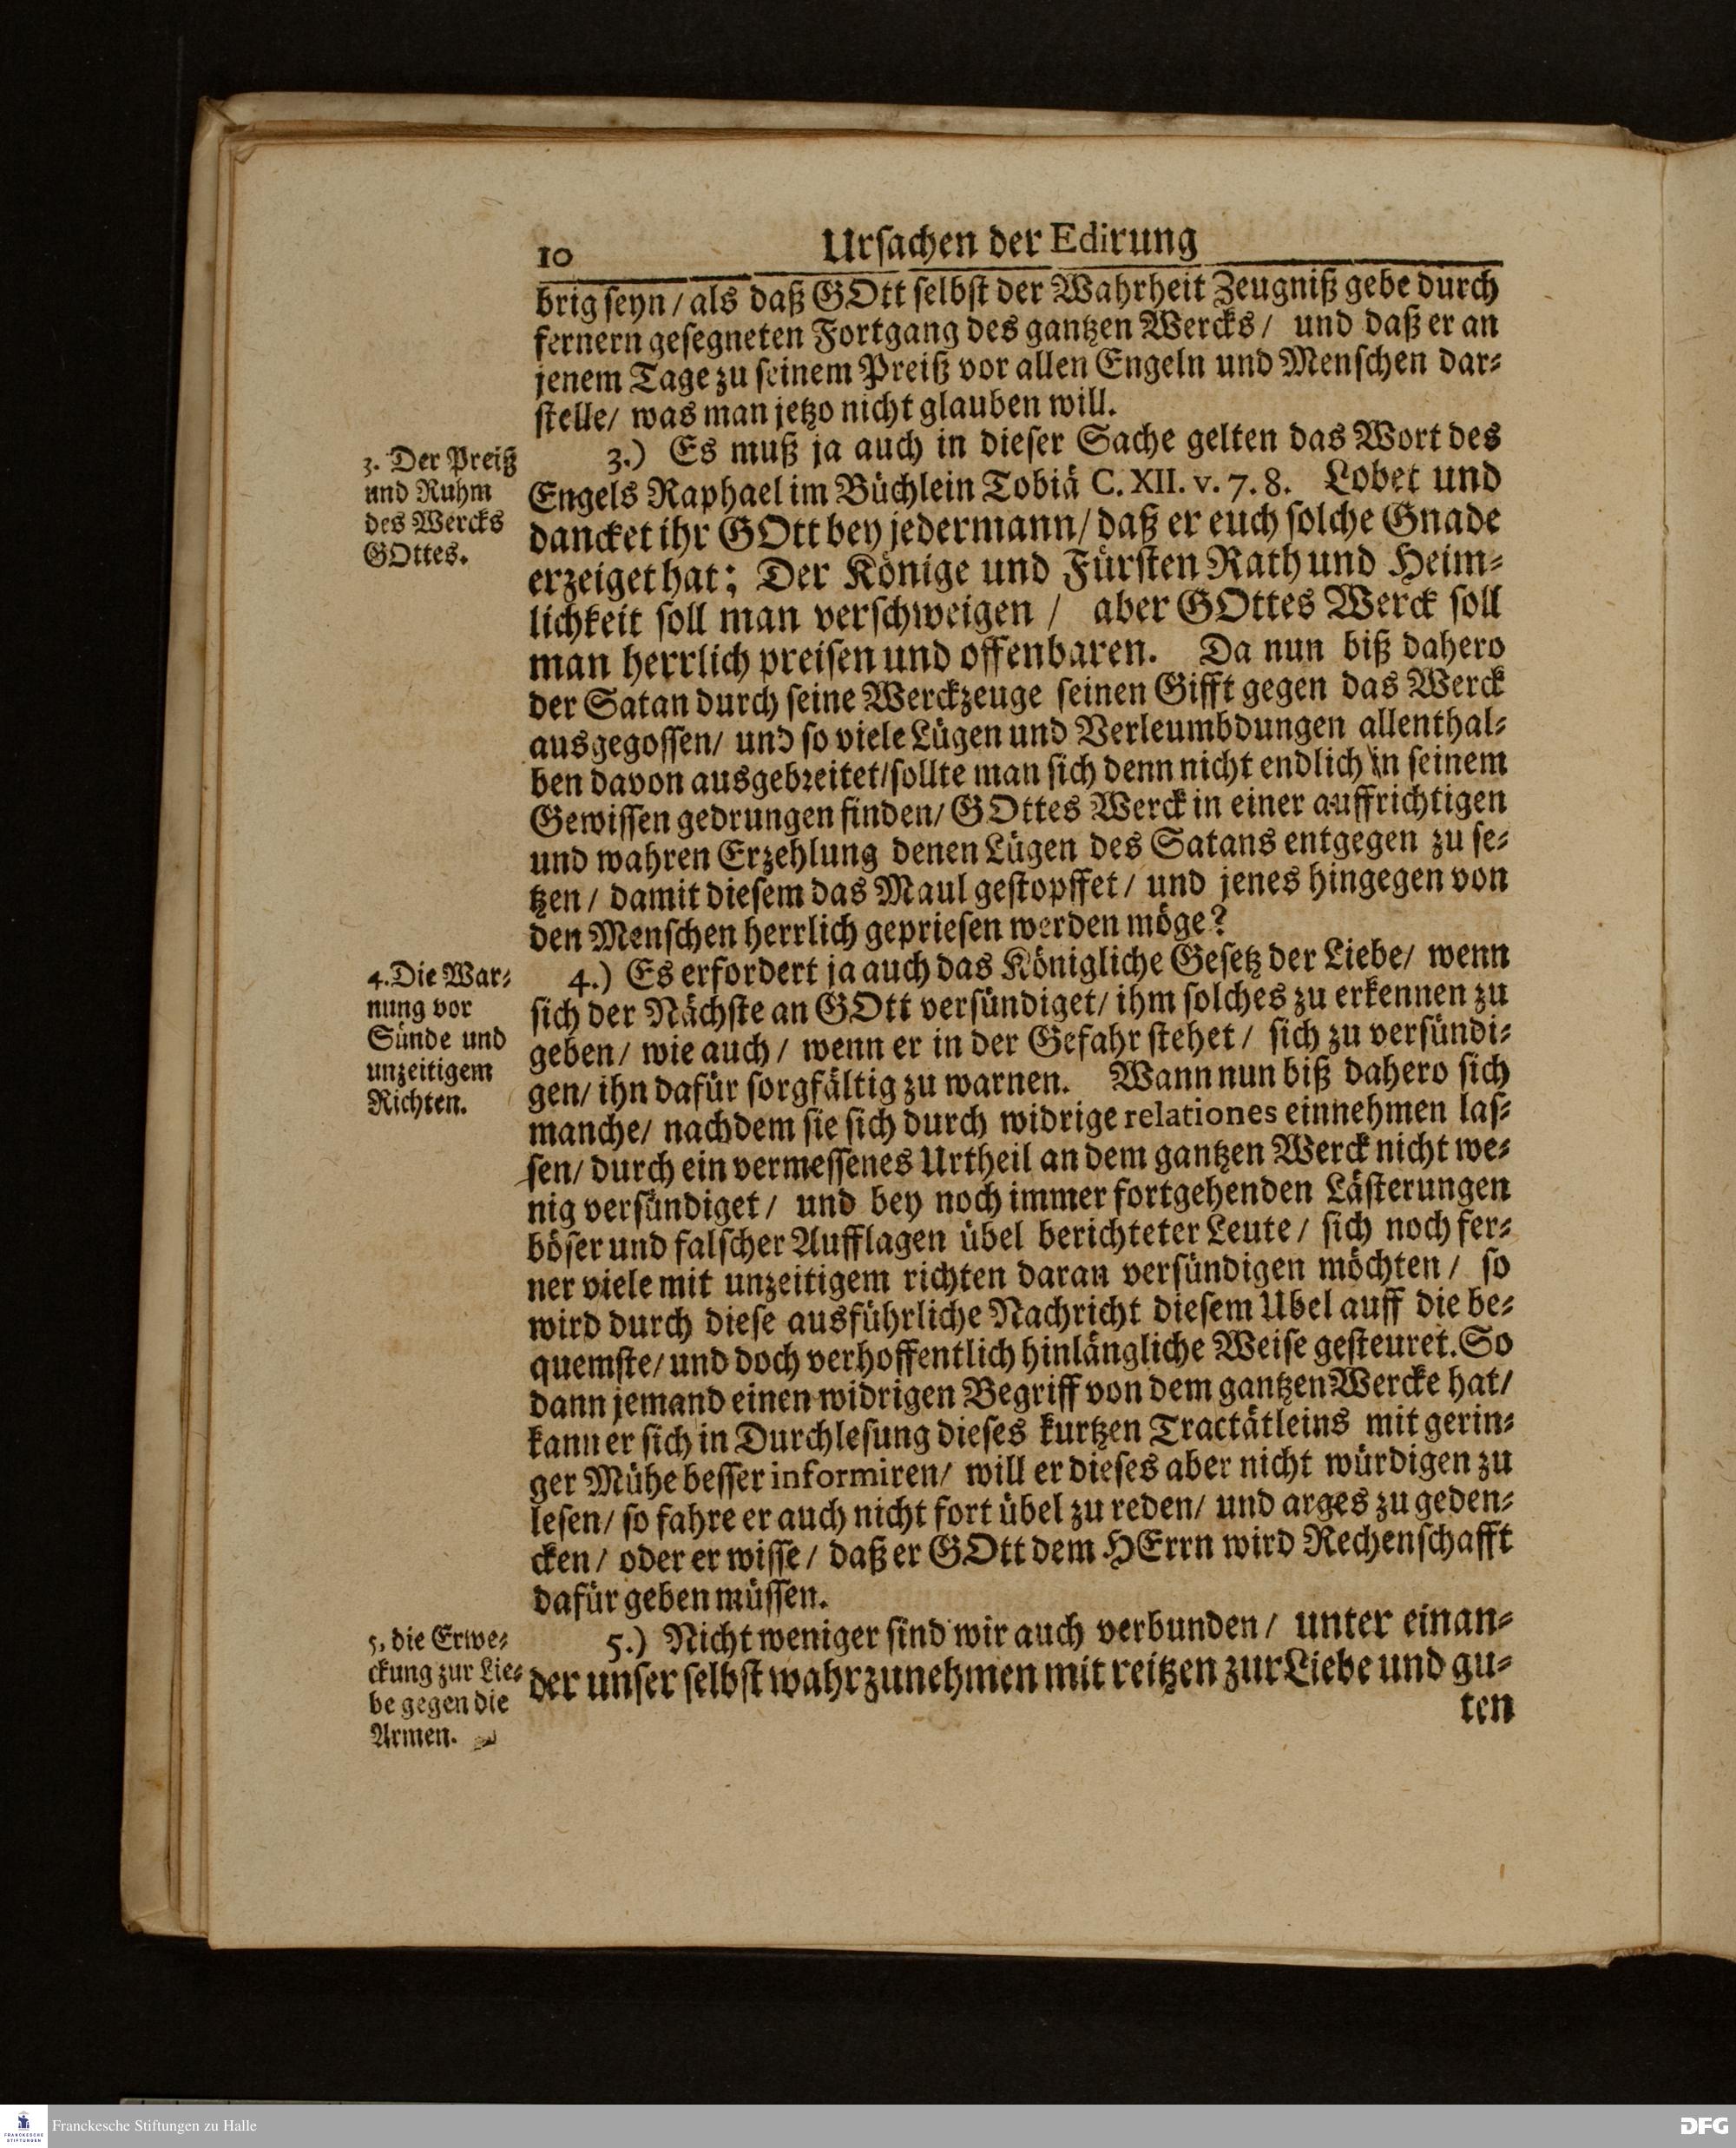 10 Urſachen der Edirung
brig ſeyn / als daß GOtt ſelbſt der Wahrheit Zeugniß gebe durch
fernern geſegneten Fortgang des gantzen Wercks / und daß er an
jenem Tage zu ſeinem Preiß vor allen Engeln und Menſchen dar⸗
ſtelle / was man jetzo nicht glauben will.
3. Der Preiß
und Ruhm
des Wercks
GOttes.
3.) Es muß ja auch in dieſer Sache gelten das Wort des
Engels Raphael im Büchlein Tobiä C. XII. v. 7. 8. Lobet und
dancket ihr GOtt bey jedermann / daß er euch ſolche Gnade
erzeiget hat; Der Könige und Fürſten Rath und Heim⸗
lichkeit ſoll man verſchweigen / aber GOttes Werck ſoll
man herrlich preiſen und offenbaren. Da nun biß dahero
der Satan durch ſeine Werckzeuge ſeinen Gifft gegen das Werck
ausgegoſſen / und ſo viele Lügen und Verleumbdungen allenthal⸗
ben davon ausgebreitet / ſollte man ſich denn nicht endlich in ſeinem
Gewiſſen gedrungen finden / GOttes Werck in einer auffrichtigen
und wahren Erzehlung denen Lügen des Satans entgegen zu ſe⸗
tzen / damit dieſem das Maul geſtopffet / und jenes hingegen von
den Menſchen herrlich geprieſen werden möge?
4. Die War⸗
nung vor
Sünde und
unzeitigem
Richten.
4.) Es erfordert ja auch das Königliche Geſetz der Liebe / wenn
ſich der Nächſte an GOtt verſündiget / ihm ſolches zu erkennen zu
geben / wie auch / wenn er in der Gefahr ſtehet / ſich zu verſündi⸗
gen / ihn dafür ſorgfältig zu warnen. Wann nun biß dahero ſich
manche / nachdem ſie ſich durch widrige relationes einnehmen laſ⸗
ſen / durch ein vermeſſenes Urtheil an dem gantzen Werck nicht we⸗
nig verſündiget / und bey noch immer fortgehenden Läſterungen
böſer und falſcher Aufflagen übel berichteter Leute / ſich noch fer⸗
ner viele mit unzeitigem richten daran verſündigen möchten / ſo
wird durch dieſe ausführliche Nachricht dieſem Ubel auff die be⸗
quemſte / und doch verhoffentlich hinlängliche Weiſe geſteuret. So
dann jemand einen widrigen Begriff von dem gantzen Wercke hat /
kann er ſich in Durchleſung dieſes kurtzen Tractätleins mit gerin⸗
ger Mühe beſſer informiren / will er dieſes aber nicht würdigen zu
leſen / ſo fahre er auch nicht fort übel zu reden / und arges zu geden⸗
cken / oder er wiſſe / daß er GOtt dem HErrn wird Rechenſchafft
dafür geben müſſen.
5, die Erwe⸗
ckung zur Lie⸗
be gegen die
Armen.
5.) Nicht weniger ſind wir auch verbunden / unter einan⸗
der unſer ſelbſt wahrzunehmen mit reitzen zur Liebe und gu⸗
ten
FRANCKESCHE
STIFTUNGEN
Franckesche Stiftungen zu Halle
DFG